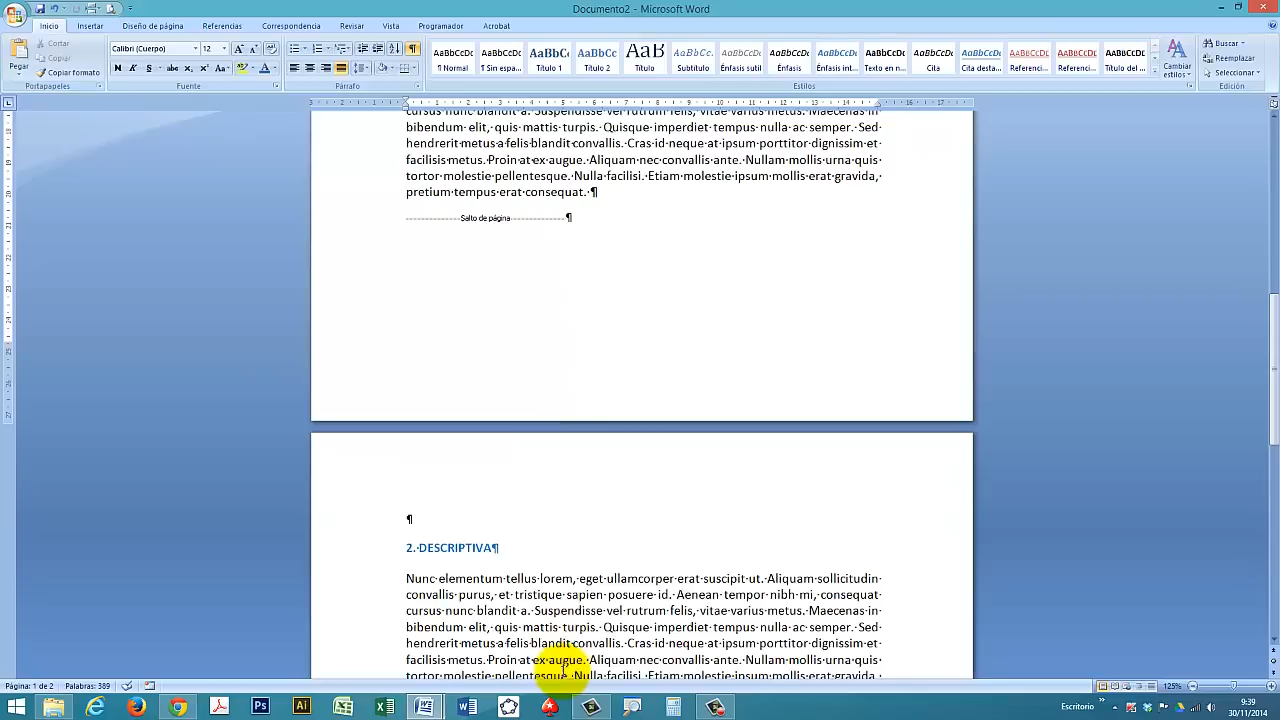 Documento2 - Microsoft Word
Inicio Insertar Diseño de página Referencias Correspondencia Revisar Vista Programador Acrobat
Pegar Cortar Copiar Copiar formato
Calibri (Cuerpo) 12
AaBbCcDc AaBbCcDc AaBbCc AaBbCc AaB AaBbCc AaBbCcDc AaBbCcDc AaBbCcDc AaBbCcDc AaBbCcDc AaBbCcDc AaBbCcDc AaBbCcDc AaBbCcDc
¶ Normal ¶ Sin espa... Título 1 Título 2 Título Subtítulo Énfasis sutil Énfasis Énfasis int... Texto en n... Cita Cita desta... Referenci... Referenci... Título del ...
Cambiar estilos
Buscar
Reemplazar
Seleccionar
Portapapeles Fuente Párrafo Estilos Edición
cursus nunc blandit a. Suspendisse vel rutrum felis, vitae varius metus. Maecenas in
bibendum elit, quis mattis turpis. Quisque imperdiet tempus nulla ac semper. Sed
hendrerit metus a felis blandit convallis. Cras id neque at ipsum porttitor dignissim et
facilisis metus. Proin at ex augue. Aliquam nec convallis ante. Nullam mollis urna quis
tortor molestie pellentesque. Nulla facilisi. Etiam molestie ipsum mollis erat gravida,
pretium tempus erat consequat. ¶
Salto de página ¶
¶
2. DESCRIPTIVA¶
Nunc elementum tellus lorem, eget ullamcorper erat suscipit ut. Aliquam sollicitudin
convallis purus, et tristique sapien posuere id. Aenean tempor nibh mi, consequat
cursus nunc blandit a. Suspendisse vel rutrum felis, vitae varius metus. Maecenas in
bibendum elit, quis mattis turpis. Quisque imperdiet tempus nulla ac semper. Sed
hendrerit metus a felis blandit convallis. Cras id neque at ipsum porttitor dignissim et
facilisis metus. Proin at ex augue. Aliquam nec convallis ante. Nullam mollis urna quis
tortor molestie pellentesque. Nulla facilisi. Etiam molestie ipsum mollis erat gravida,
Página: 1 de 2 Palabras: 389 125%
Escritorio
9:39
30/11/2014